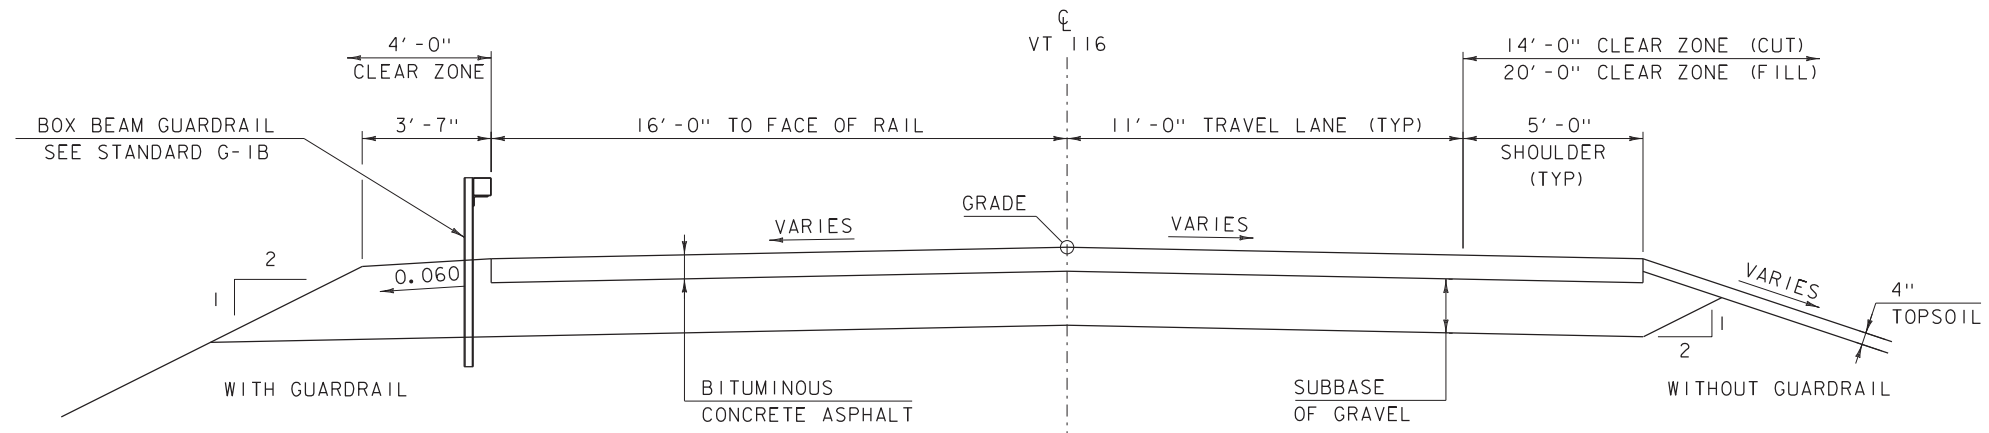 ℄
VT 116
4'-0"
CLEAR ZONE
14'-0" CLEAR ZONE (CUT)
20'-0" CLEAR ZONE (FILL)
BOX BEAM GUARDRAIL
SEE STANDARD G-1B
3'-7"
16'-0" TO FACE OF RAIL
11'-0" TRAVEL LANE (TYP)
5'-0"
SHOULDER
(TYP)
GRADE
VARIES
VARIES
2
1
0.060
VARIES
4"
TOPSOIL
1
2
WITH GUARDRAIL
BITUMINOUS
CONCRETE ASPHALT
SUBBASE
OF GRAVEL
WITHOUT GUARDRAIL